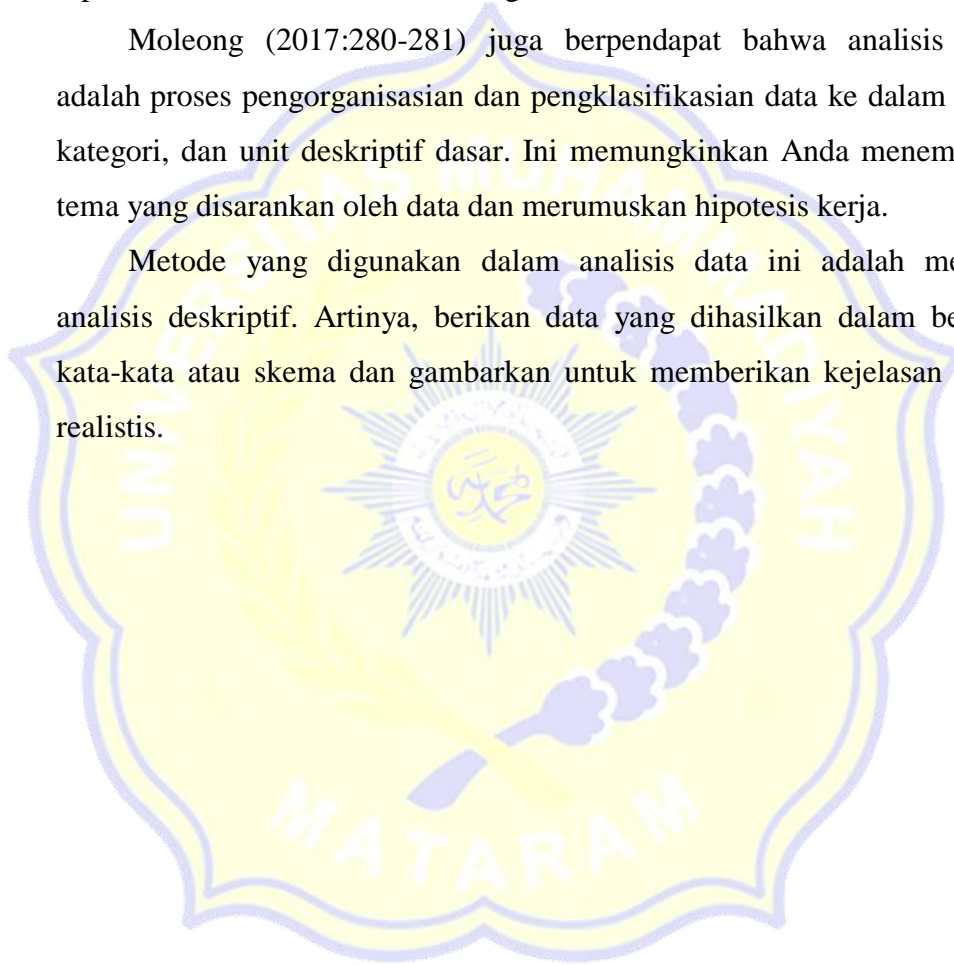 Moleong (2017:280-281) juga berpendapat bahwa analisis
adalah proses pengorganisasian dan pengklasifikasian data ke dalam
kategori, dan unit deskriptif dasar. Ini memungkinkan Anda menem
tema yang disarankan oleh data dan merumuskan hipotesis kerja.
Metode yang digunakan dalam analisis data ini adalah me
analisis deskriptif. Artinya, berikan data yang dihasilkan dalam be
kata-kata atau skema dan gambarkan untuk memberikan kejelasan
realistis.
UNIVERSITAS MUHAMMADIYAH
MATARAM